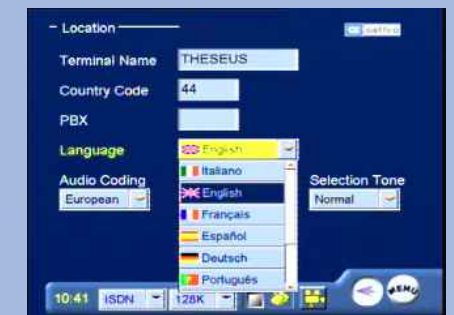 Location
Terminal Name THESEUS
Country Code 44
PBX
Language English
Italiano
English
Français
Español
Deutsch
Português
Audio Coding
European
Selection Tone
Normal
10:41 ISDN 128K
MENU